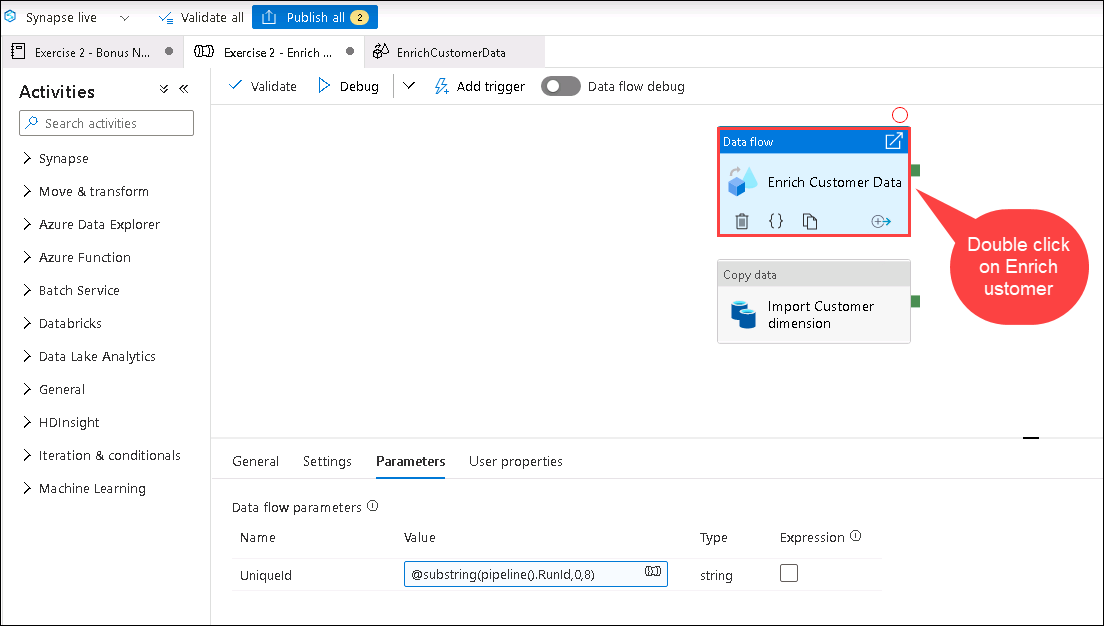 Synapse live
Validate all
Publish all 2
Exercise 2 - Bonus N...
Exercise 2 - Enrich ...
EnrichCustomerData
Activities
Search activities
Synapse
Move & transform
Azure Data Explorer
Azure Function
Batch Service
Databricks
Data Lake Analytics
General
HDInsight
Iteration & conditionals
Machine Learning
Validate
Debug
Add trigger
Data flow debug
Data flow
Enrich Customer Data
{}
Copy data
Import Customer
dimension
Double click
on Enrich
ustomer
General
Settings
Parameters
User properties
Data flow parameters
Name
Value
Type
Expression
UniqueId
@substring(pipeline().RunId,0,8)
string